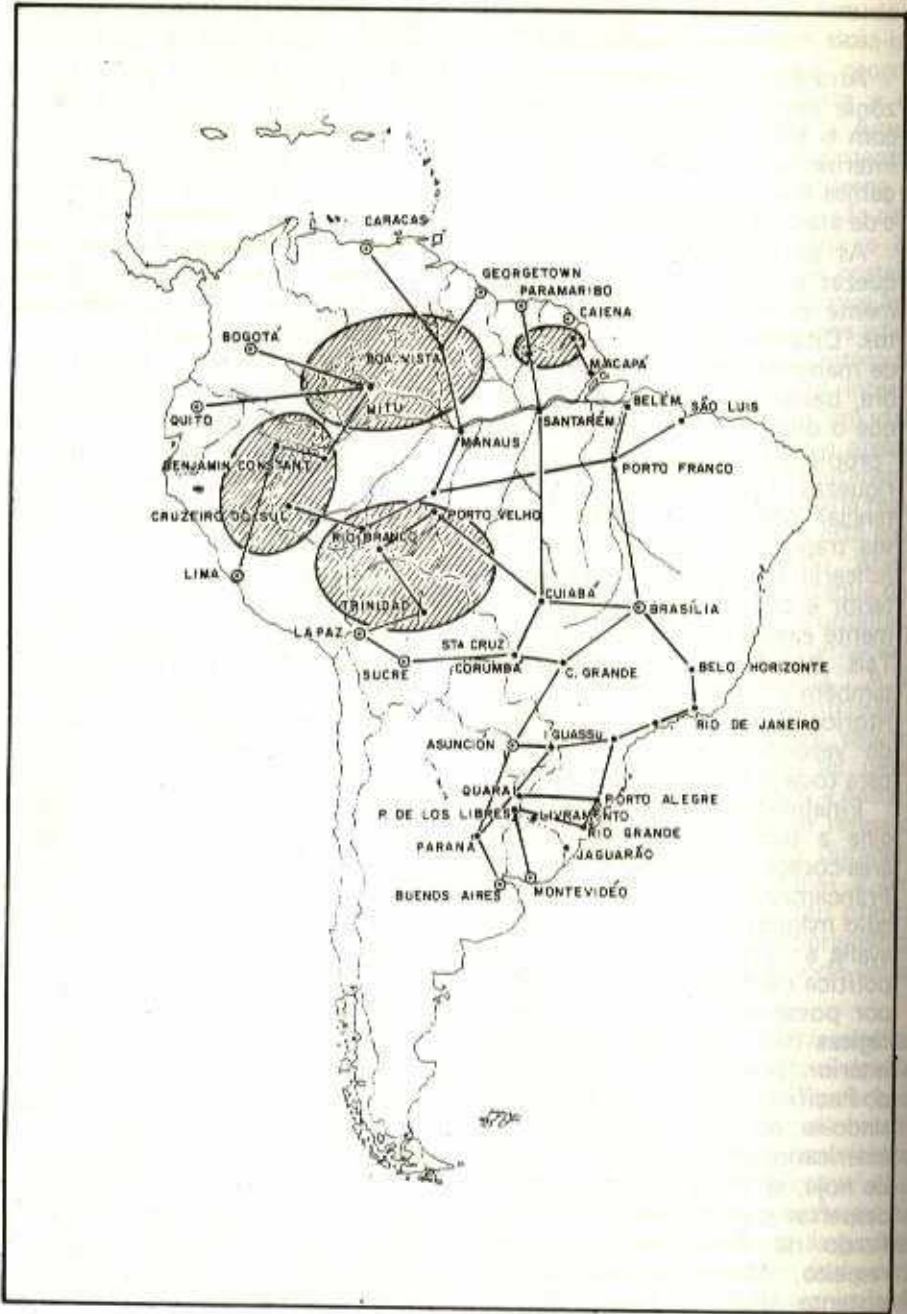 CARACAS
GEORGETOWN
PARAMARIBO
CAIENA
BOGOTÁ
BOA VISTA
MACAPÁ
MITU
BELÉM
SÃO LUIS
QUITO
SANTARÉM
MANAUS
BENJAMIN CONSTANT
PORTO FRANCO
CRUZEIRO DO SUL
PORTO VELHO
RIO BRANCO
LIMA
CUIABÁ
TRINIDAD
BRASÍLIA
LA PAZ
STA CRUZ
SUCRE
CORUMBA
C. GRANDE
BELO HORIZONTE
RIO DE JANEIRO
ASUNCIÓN
IGUASSU
QUARAI
PORTO ALEGRE
P. DE LOS LIBRES
LIVRAMENTO
RIO GRANDE
PARANÁ
JAGUARÃO
BUENOS AIRES
MONTEVIDÉO